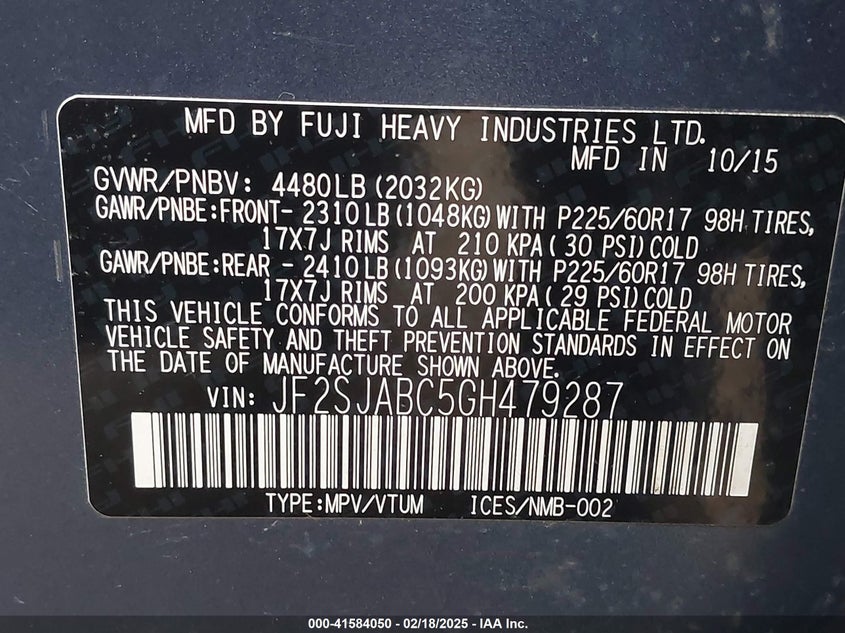 MFD BY FUJI HEAVY INDUSTRIES LTD.
MFD IN 10/15
GVWR/PNBV: 4480LB(2032KG)
GAWR/PNBE:FRONT- 2310LB(1048KG)WITH P225/60R17 98H TIRES,
17X7J RIMS AT 210 KPA(30 PSI)COLD
GAWR/PNBE:REAR - 2410LB(1093KG)WITH P225/60R17 98H TIRES,
17X7J RIMS AT 200 KPA(29 PSI)COLD
THIS VEHICLE CONFORMS TO ALL APPLICABLE FEDERAL MOTOR
VEHICLE SAFETY AND THEFT PREVENTION STANDARDS IN EFFECT ON
THE DATE OF MANUFACTURE SHOWN ABOVE.
VIN: JF2SJABC5GH479287
TYPE:MPV/VTUM ICES/NMB-002
000-41584050 - 02/18/2025 - IAA Inc.